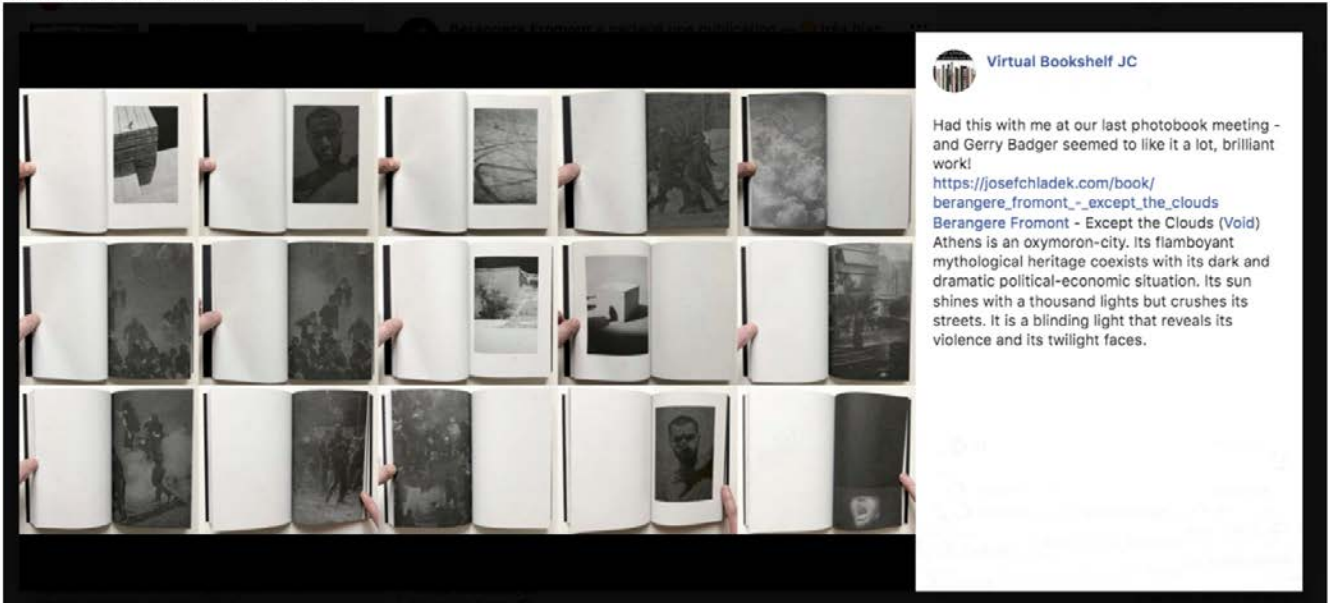 Virtual Bookshelf JC
Had this with me at our last photobook meeting -
and Gerry Badger seemed to like it a lot, brilliant
work!
https://josefchladek.com/book/
berangere_fromont_-_except_the_clouds
Berangere Fromont - Except the Clouds (Void)
Athens is an oxymoron-city. Its flamboyant
mythological heritage coexists with its dark and
dramatic political-economic situation. Its sun
shines with a thousand lights but crushes its
streets. It is a blinding light that reveals its
violence and its twilight faces.